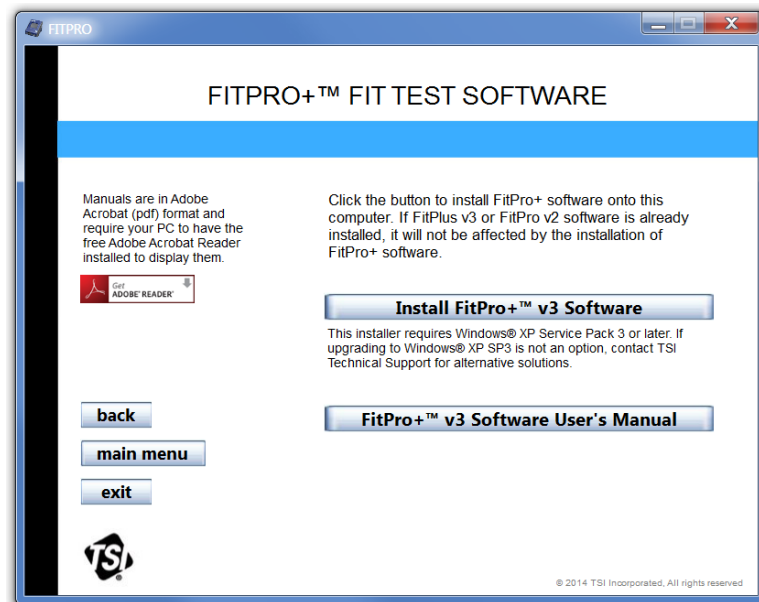 FITPRO
FITPRO+™ FIT TEST SOFTWARE
Manuals are in Adobe
Acrobat (pdf) format and
require your PC to have the
free Adobe Acrobat Reader
installed to display them.
Get
ADOBE® READER®
Click the button to install FitPro+ software onto this
computer. If FitPlus v3 or FitPro v2 software is already
installed, it will not be affected by the installation of
FitPro+ software.
Install FitPro+™ v3 Software
This installer requires Windows® XP Service Pack 3 or later. If
upgrading to Windows® XP SP3 is not an option, contact TSI
Technical Support for alternative solutions.
FitPro+™ v3 Software User's Manual
back
main menu
exit
TSI
© 2014 TSI Incorporated, All rights reserved